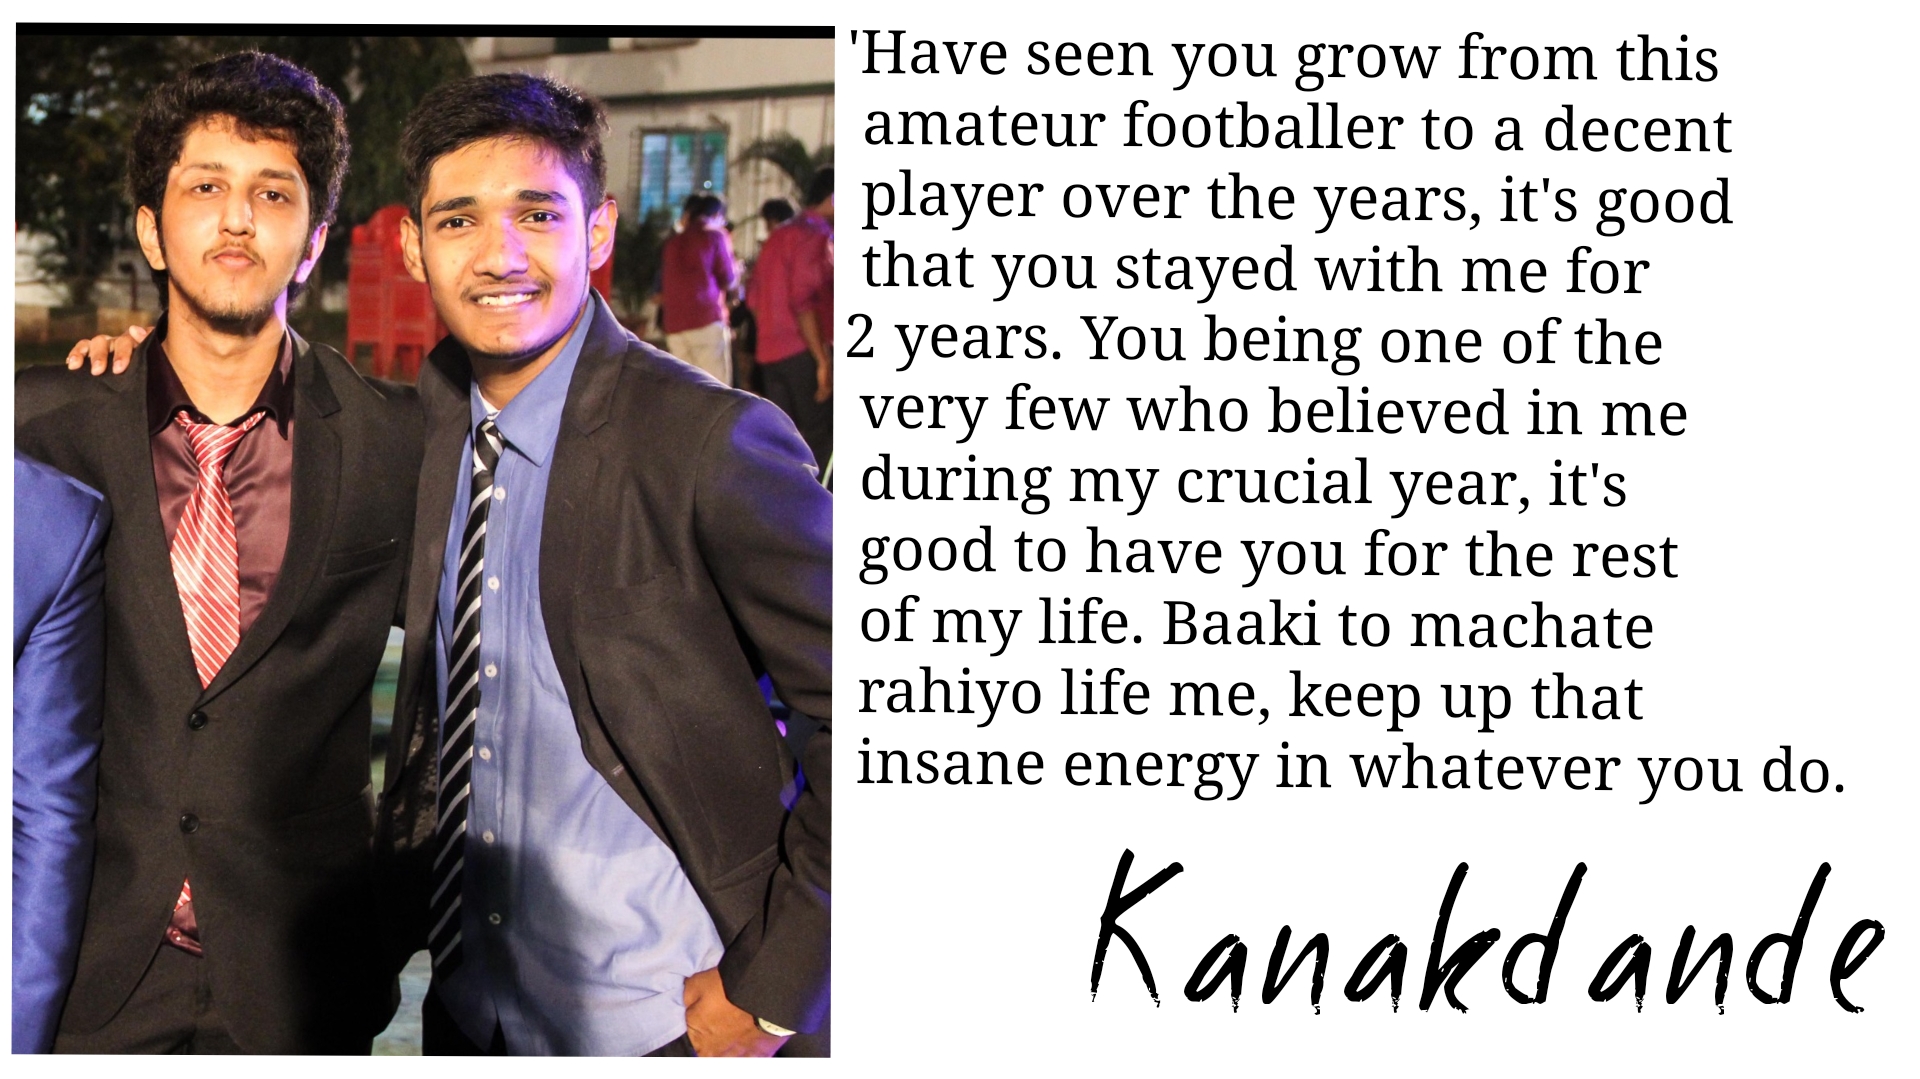 'Have seen you grow from this
amateur footballer to a decent
player over the years, it's good
that you stayed with me for
2 years. You being one of the
very few who believed in me
during my crucial year, it's
good to have you for the rest
of my life. Baaki to machate
rahiyo life me, keep up that
insane energy in whatever you do.
Kanakdande